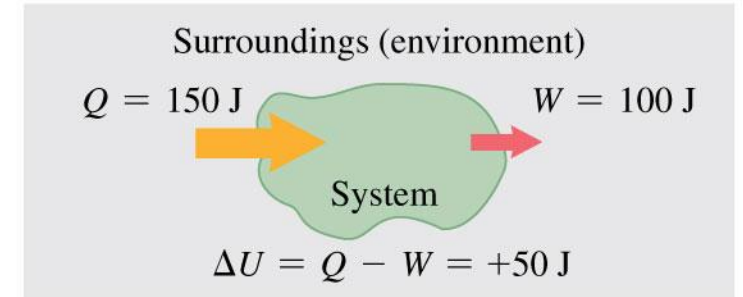 Surroundings (environment)
Q = 150 J
W = 100 J
System
ΔU = Q − W = +50 J